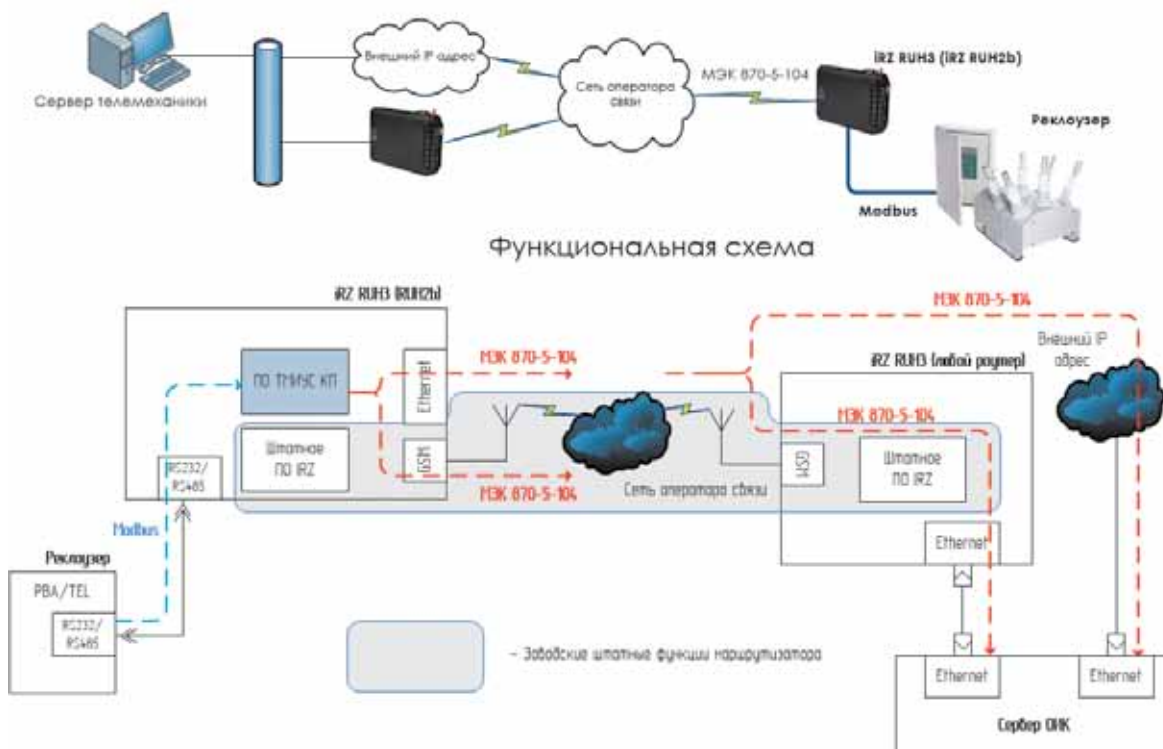 Сервер телемеханики
Внешний IP адрес
Сеть оператора
связи
МЭК 870-5-104
iRZ RUH3 (iRZ RUH2b)
Реклоузер
Modbus
Функциональная схема
iRZ RUH3 (RUH2b)
ПО ТМИУС КП
Ethernet
МЭК 870-5-104
МЭК 870-5-104
Внешний IP
адрес
iRZ RUH3 (любой роутер)
МЭК 870-5-104
Штатное
ПО IRZ
GSM
RS232/
RS485
МЭК 870-5-104
Сеть оператора связи
GSM
Штатное
ПО IRZ
Modbus
Ethernet
Реклоузер
PBA/TEL
RS232/
RS485
- Заводские штатные функции маршрутизатора
Ethernet
Ethernet
Сервер ОИК